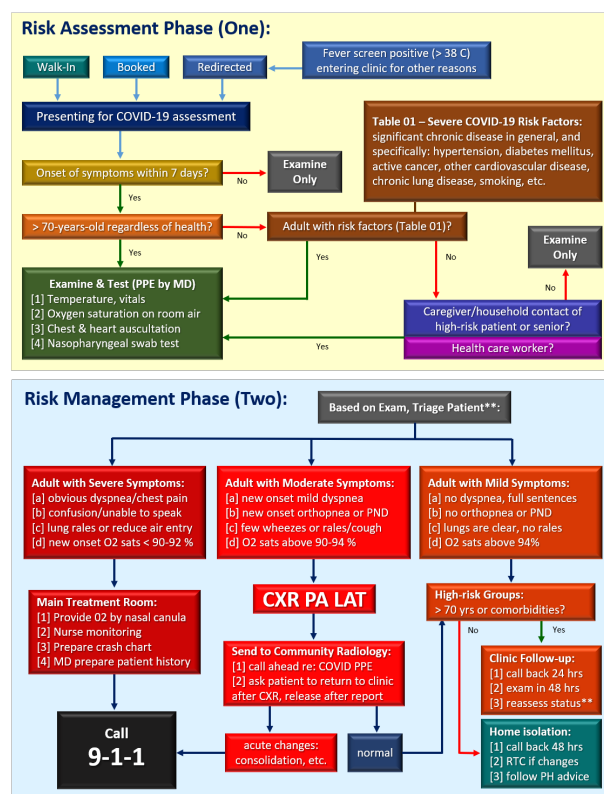 Risk Assessment Phase (One):
Fever screen positive (> 38 C)
entering clinic for other reasons
Walk-In
Booked
Redirected
Presenting for COVID-19 assessment
Table 01 – Severe COVID-19 Risk Factors:
significant chronic disease in general, and
specifically: hypertension, diabetes mellitus,
active cancer, other cardiovascular disease,
chronic lung disease, smoking, etc.
Onset of symptoms within 7 days?
No
Examine
Only
Yes
> 70-years-old regardless of health?
No
Adult with risk factors (Table 01)?
Examine
Only
Yes
Yes
No
No
Examine & Test (PPE by MD)
[1] Temperature, vitals
[2] Oxygen saturation on room air
[3] Chest & heart auscultation
[4] Nasopharyngeal swab test
Caregiver/household contact of
high-risk patient or senior?
Yes
Health care worker?
Risk Management Phase (Two):
Based on Exam, Triage Patient**:
Adult with Severe Symptoms:
[a] obvious dyspnea/chest pain
[b] confusion/unable to speak
[c] lung rales or reduce air entry
[d] new onset O2 sats < 90-92 %
Adult with Moderate Symptoms:
[a] new onset mild dyspnea
[b] new onset orthopnea or PND
[c] few wheezes or rales/cough
[d] O2 sats above 90-94 %
Adult with Mild Symptoms:
[a] no dyspnea, full sentences
[b] no orthopnea or PND
[c] lungs are clear, no rales
[d] O2 sats above 94%
Main Treatment Room:
[1] Provide 02 by nasal canula
[2] Nurse monitoring
[3] Prepare crash chart
[4] MD prepare patient history
CXR PA LAT
High-risk Groups:
> 70 yrs or comorbidities?
No
Yes
Send to Community Radiology:
[1] call ahead re: COVID PPE
[2] ask patient to return to clinic
after CXR, release after report
Clinic Follow-up:
[1] call back 24 hrs
[2] exam in 48 hrs
[3] reassess status**
Call
9-1-1
acute changes:
consolidation, etc.
normal
Home isolation:
[1] call back 48 hrs
[2] RTC if changes
[3] follow PH advice